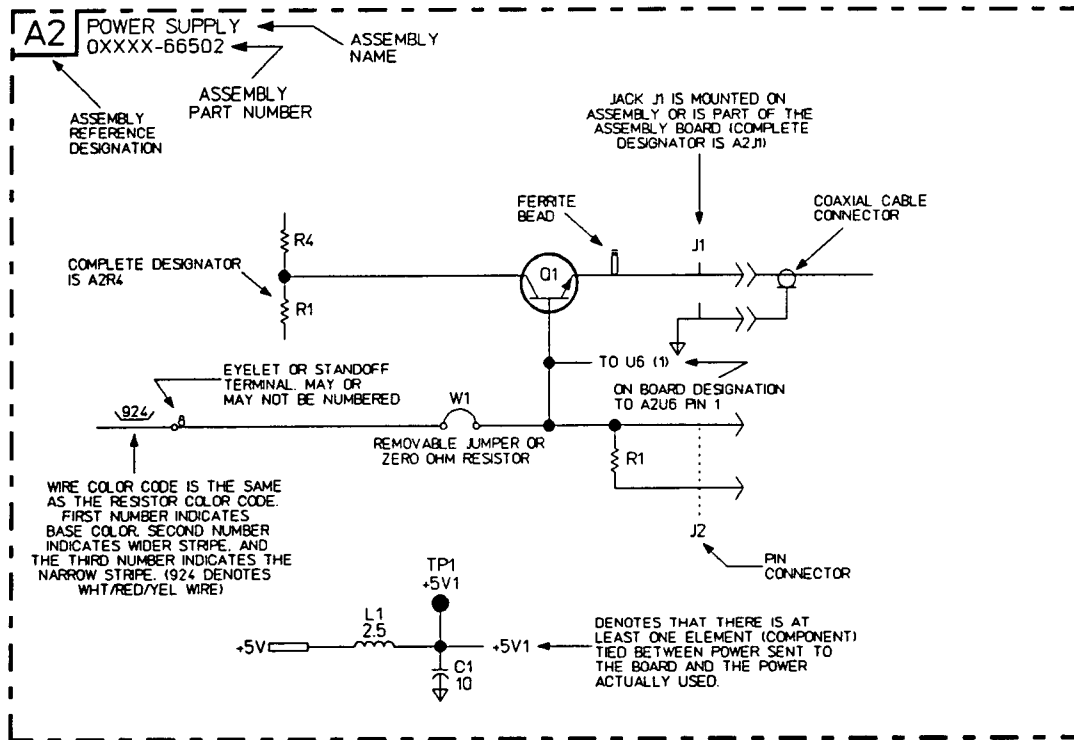 A2
POWER SUPPLY
0XXXX-66502
ASSEMBLY
NAME
ASSEMBLY
PART NUMBER
ASSEMBLY
REFERENCE
DESIGNATION
JACK J1 IS MOUNTED ON
ASSEMBLY OR IS PART OF THE
ASSEMBLY BOARD (COMPLETE
DESIGNATOR IS A2J1)
FERRITE
BEAD
COAXIAL CABLE
CONNECTOR
J1
R4
COMPLETE DESIGNATOR
IS A2R4
Q1
R1
TO U6 (1)
EYELET OR STANDOFF
TERMINAL. MAY OR
MAY NOT BE NUMBERED
ON BOARD DESIGNATION
TO A2U6 PIN 1
924
W1
REMOVABLE JUMPER OR
ZERO OHM RESISTOR
R1
WIRE COLOR CODE IS THE SAME
AS THE RESISTOR COLOR CODE.
FIRST NUMBER INDICATES
BASE COLOR. SECOND NUMBER
INDICATES WIDER STRIPE, AND
THE THIRD NUMBER INDICATES THE
NARROW STRIPE. (924 DENOTES
WHT/RED/YEL WIRE)
J2
PIN
CONNECTOR
TP1
+5V1
L1
2.5
+5V
+5V1
C1
10
DENOTES THAT THERE IS AT
LEAST ONE ELEMENT (COMPONENT)
TIED BETWEEN POWER SENT TO
THE BOARD AND THE POWER
ACTUALLY USED.